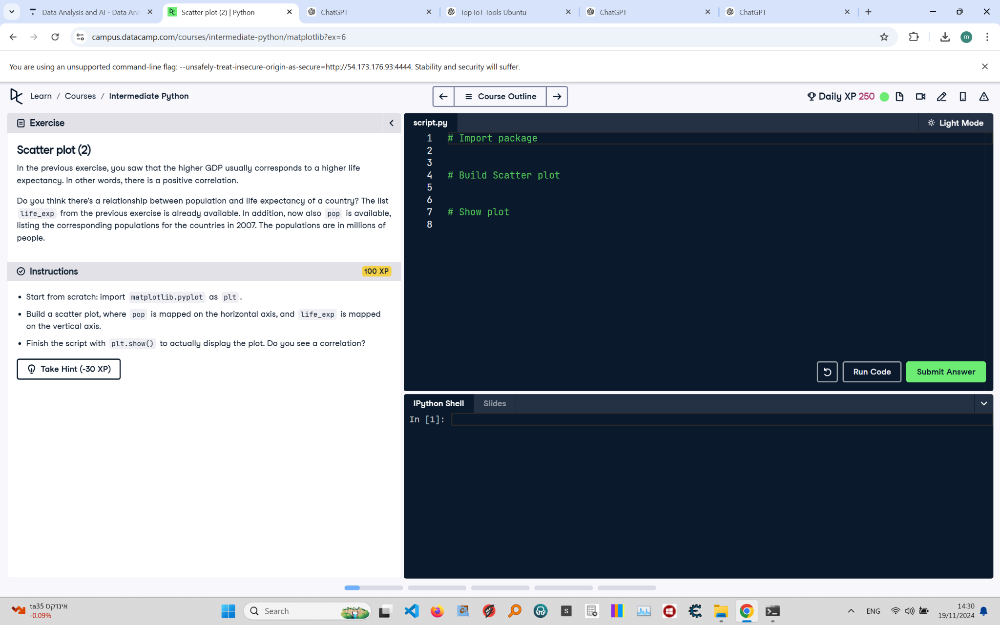 Data Analysis and AI - Data Ana
Scatter plot (2) | Python
ChatGPT
Top IoT Tools Ubuntu
ChatGPT
ChatGPT
campus.datacamp.com/courses/intermediate-python/matplotlib?ex=6
m
You are using an unsupported command-line flag: --unsafely-treat-insecure-origin-as-secure=http://54.173.176.93:4444. Stability and security will suffer.
Learn / Courses / Intermediate Python
Course Outline
Daily XP 250
Exercise
Scatter plot (2)
In the previous exercise, you saw that the higher GDP usually corresponds to a higher life
expectancy. In other words, there is a positive correlation.
Do you think there's a relationship between population and life expectancy of a country? The list
life_exp from the previous exercise is already available. In addition, now also pop is available,
listing the corresponding populations for the countries in 2007. The populations are in millions of
people.
Instructions
100 XP
• Start from scratch: import matplotlib.pyplot as plt .
• Build a scatter plot, where pop is mapped on the horizontal axis, and life_exp is mapped
on the vertical axis.
• Finish the script with plt.show() to actually display the plot. Do you see a correlation?
Take Hint (-30 XP)
script.py
Light Mode
1 # Import package
2
3
4 # Build Scatter plot
5
6
7 # Show plot
8
Run Code
Submit Answer
IPython Shell
Slides
In [1]:
אינדקס ta35
-0.09%
Search
S
ENG
14:30
19/11/2024